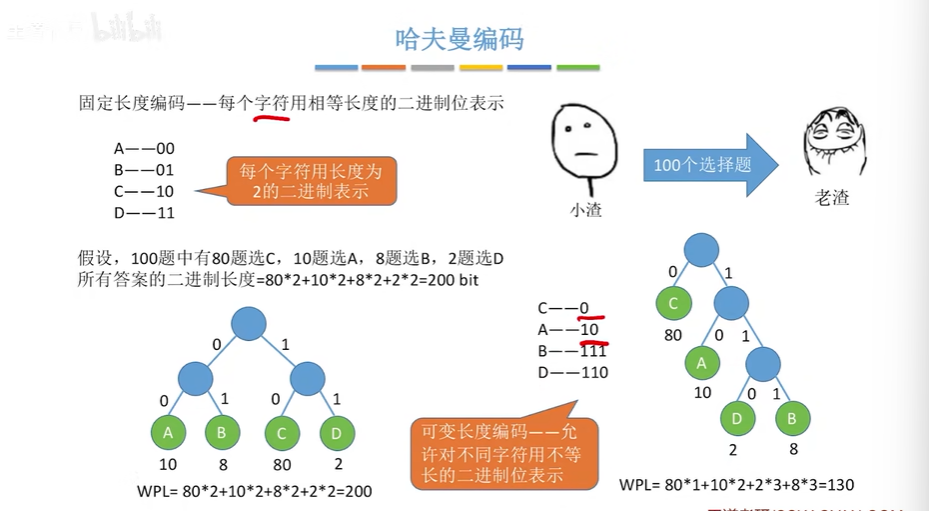 bilibili
哈夫曼编码
固定长度编码——每个字符用相等长度的二进制位表示
A——00
B——01
C——10
D——11
每个字符用长度为
2的二进制表示
小渣
100个选择题
老渣
假设，100题中有80题选C，10题选A，8题选B，2题选D
所有答案的二进制长度=80*2+10*2+8*2+2*2=200 bit
0
1
0
1
0
1
A
B
C
D
10
8
80
2
WPL= 80*2+10*2+8*2+2*2=200
C——0
A——10
B——111
D——110
可变长度编码——允
许对不同字符用不等
长的二进制位表示
0
1
C
80
0
1
A
10
0
1
D
B
2
8
WPL= 80*1+10*2+2*3+8*3=130